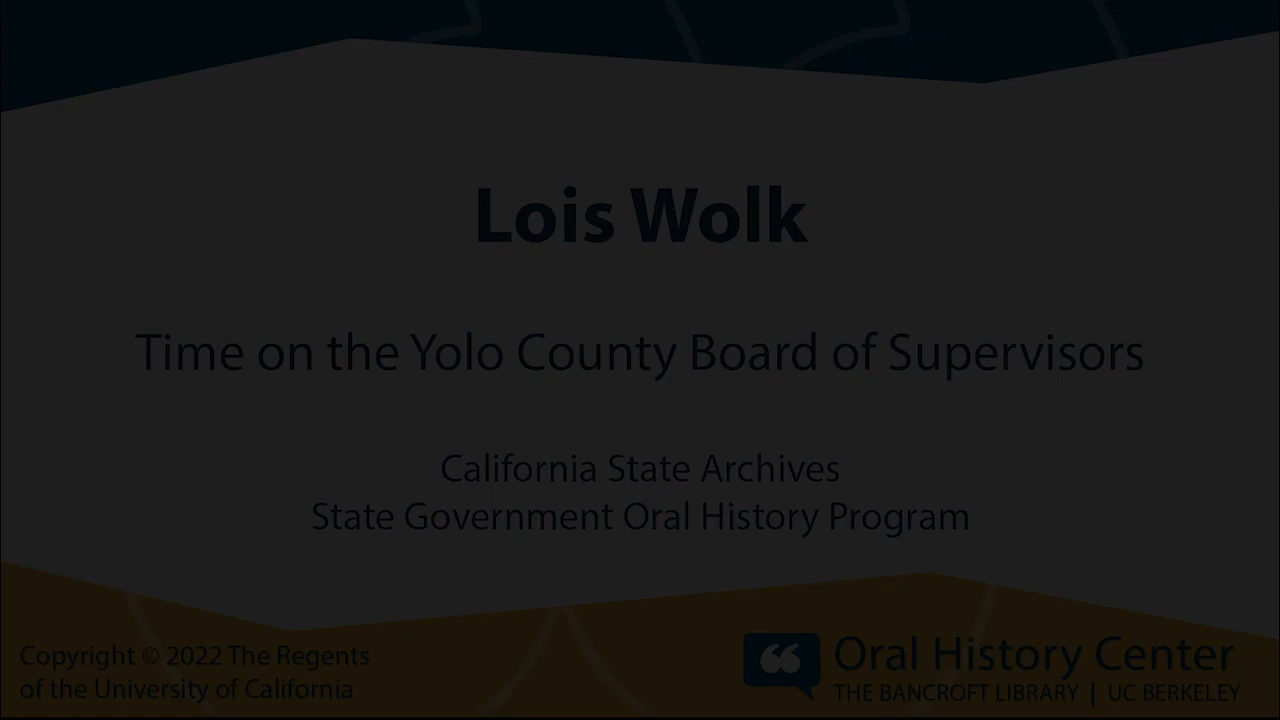 Lois Wolk
Time on the Yolo County Board of Supervisors
California State Archives
State Government Oral History Program
Copyright © 2022 The Regents
of the University of California
Oral History Center
THE BANCROFT LIBRARY | UC BERKELEY